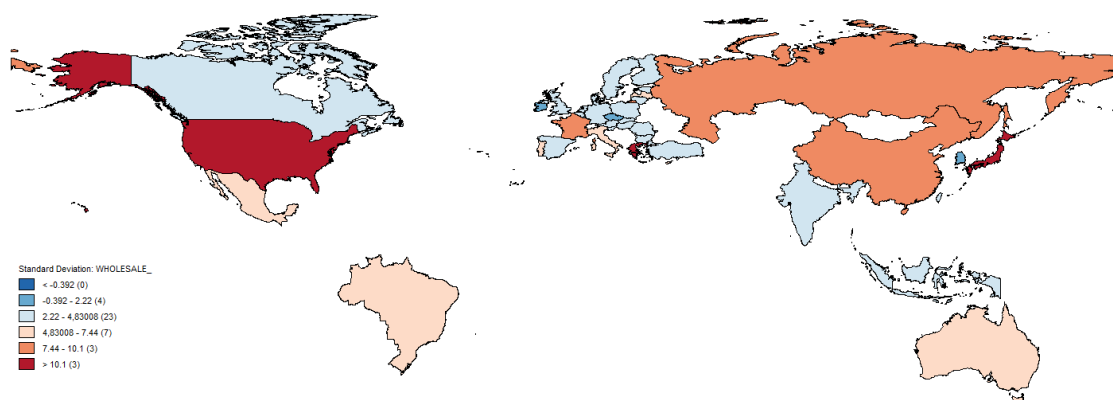 Standard Deviation: WHOLESALE_
< -0.392 (0)
-0.392 - 2.22 (4)
2.22 - 4,83008 (23)
4,83008 - 7.44 (7)
7.44 - 10.1 (3)
> 10.1 (3)